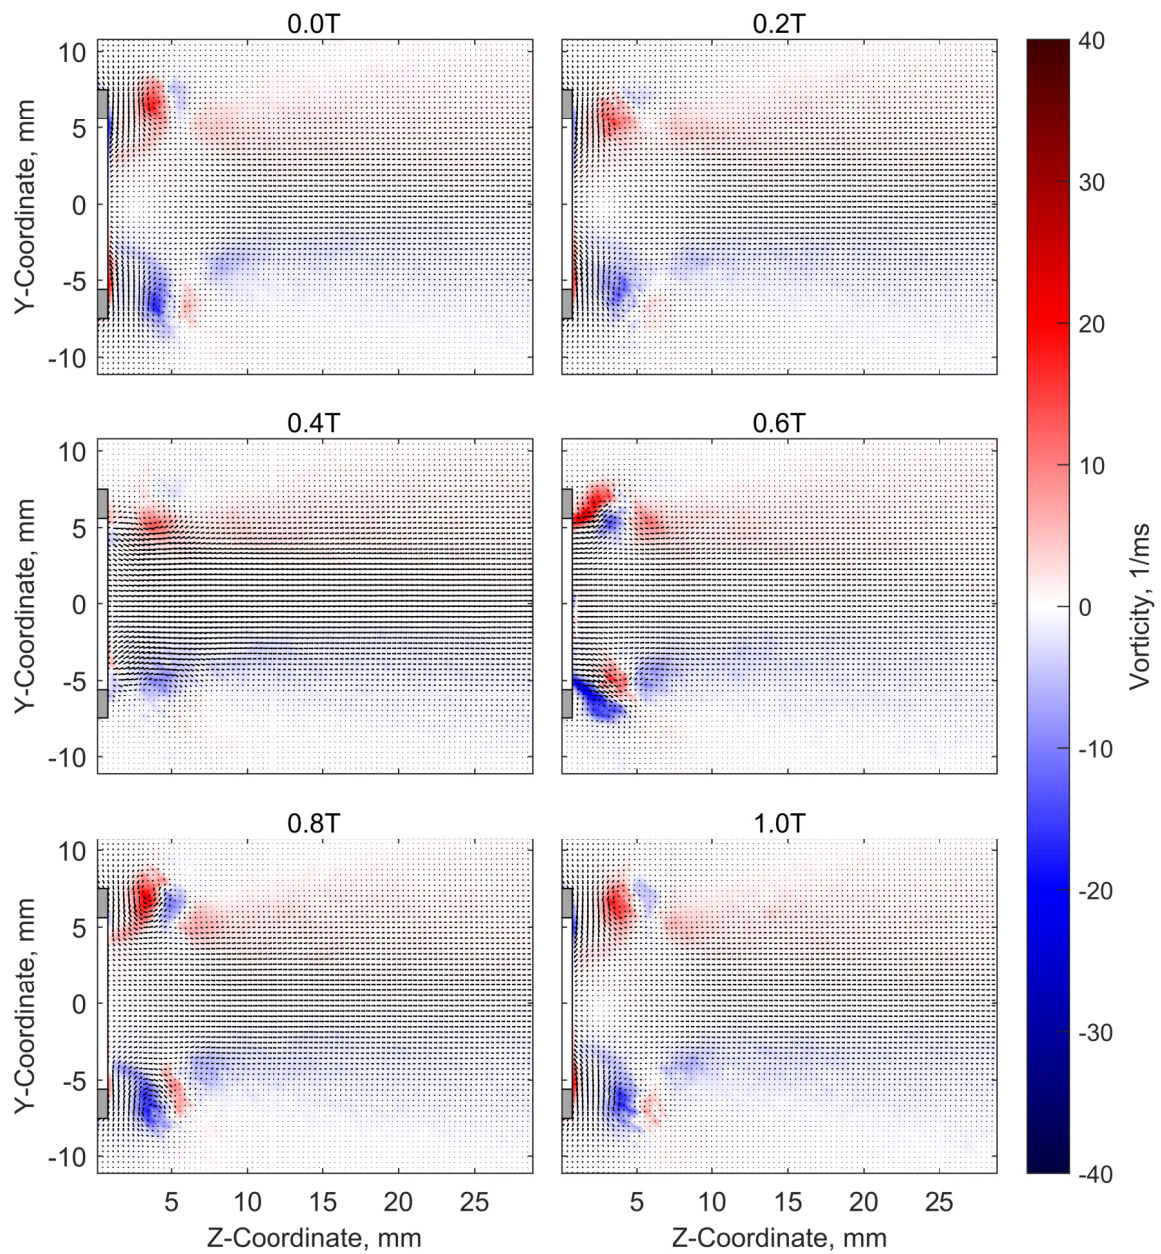 0.0T 0.2T
10
5
0
-5
-10
Y-Coordinate, mm
0.4T 0.6T
10
5
0
-5
-10
Y-Coordinate, mm
0.8T 1.0T
10
5
0
-5
-10
Y-Coordinate, mm
5 10 15 20 25 5 10 15 20 25
Z-Coordinate, mm Z-Coordinate, mm
40
30
20
10
0
-10
-20
-30
-40
Vorticity, 1/ms